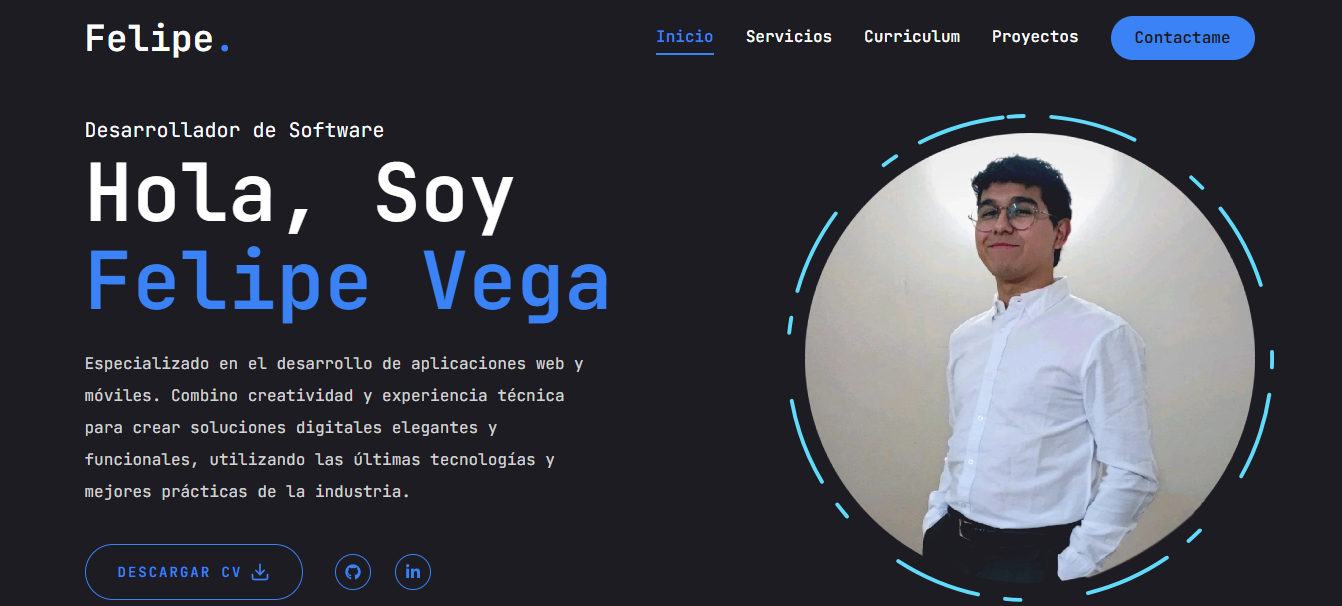 Felipe.
Inicio Servicios Curriculum Proyectos Contactame
Desarrollador de Software
Hola, Soy
Felipe Vega
Especializado en el desarrollo de aplicaciones web y
móviles. Combino creatividad y experiencia técnica
para crear soluciones digitales elegantes y
funcionales, utilizando las últimas tecnologías y
mejores prácticas de la industria.
DESCARGAR CV
in